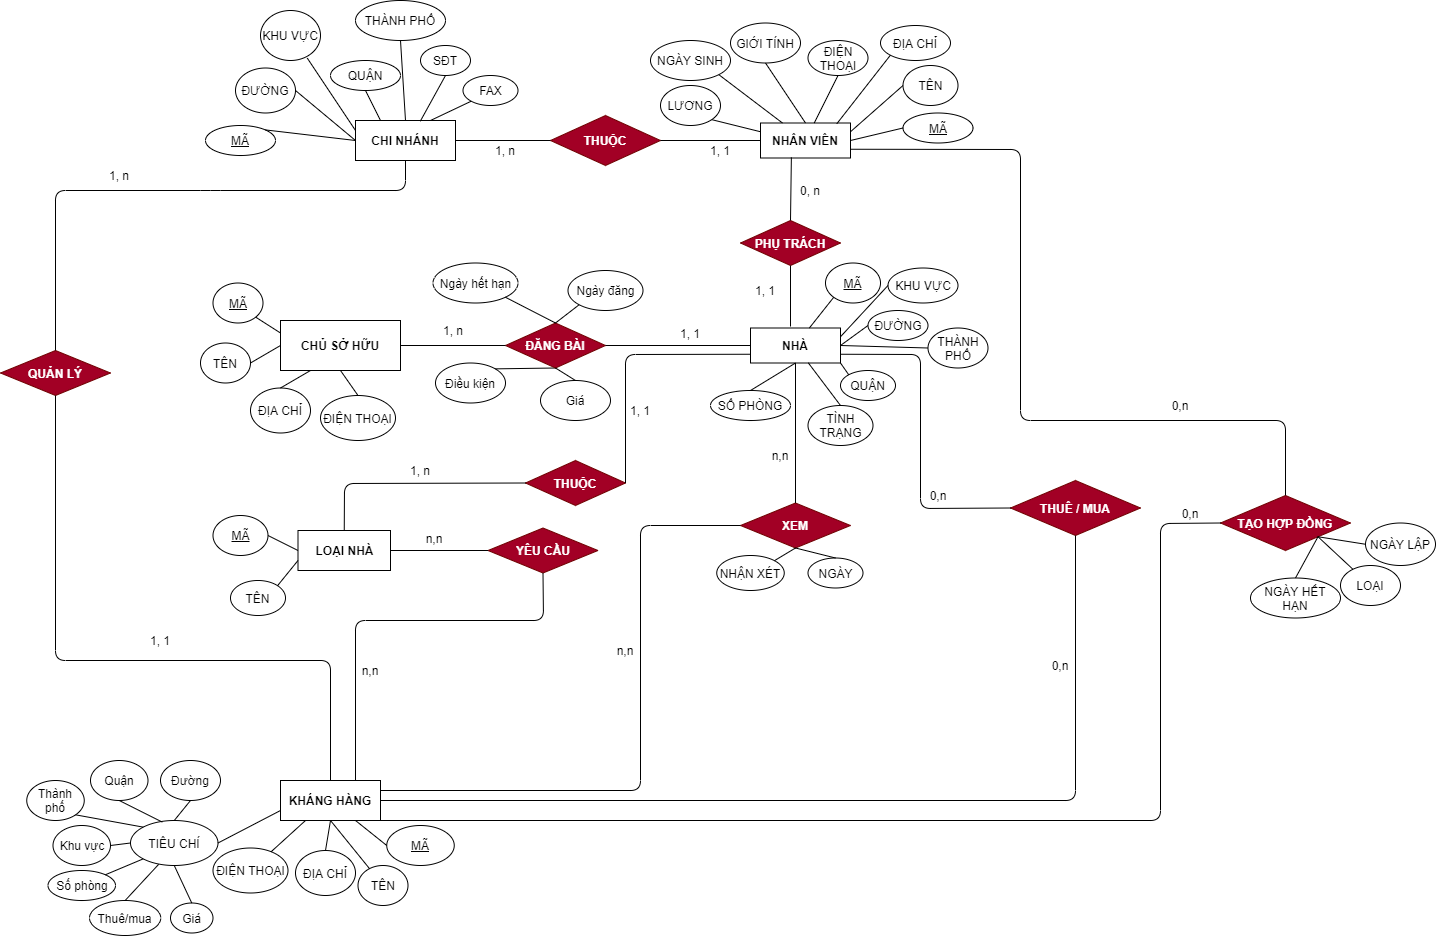 THÀNH PHỐ
KHU VỰC
SĐT
QUẬN
ĐƯỜNG
FAX
MÃ
CHI NHÁNH
1, n
THUỘC
1, 1
GIỚI TÍNH
ĐỊA CHỈ
NGÀY SINH
ĐIỆN
THOẠI
LƯƠNG
TÊN
MÃ
NHÂN VIÊN
1, n
0, n
PHỤ TRÁCH
1, 1
Ngày hết hạn
Ngày đăng
MÃ
KHU VỰC
MÃ
ĐƯỜNG
CHỦ SỞ HỮU
1, n
ĐĂNG BÀI
1, 1
NHÀ
THÀNH
PHỐ
TÊN
QUẢN LÝ
Điều kiện
Giá
QUẬN
ĐỊA CHỈ
ĐIỆN THOẠI
SỐ PHÒNG
TÌNH
TRẠNG
1, 1
0,n
n,n
1, n
THUỘC
0,n
THUÊ / MUA
0,n
TẠO HỢP ĐỒNG
XEM
MÃ
LOẠI NHÀ
n,n
YÊU CẦU
NGÀY LẬP
NHẬN XÉT
NGÀY
LOẠI
NGÀY HẾT
HẠN
TÊN
1, 1
n,n
n,n
0,n
Quận
Đường
Thành
phố
KHÁNG HÀNG
TIÊU CHÍ
Khu vực
MÃ
ĐIỆN THOẠI
ĐỊA CHỈ
TÊN
Số phòng
Thuê/mua
Giá